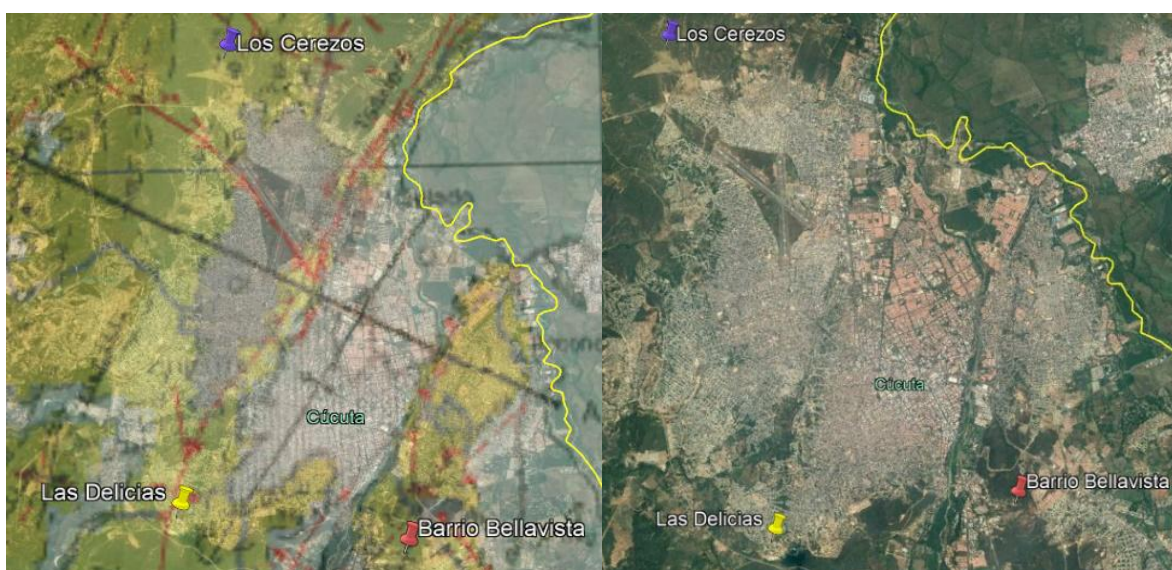 Los Cerezos
Cúcuta
Las Delicias
Barrio Bellavista
Los Cerezos
Cúcuta
Las Delicias
Barrio Bellavista